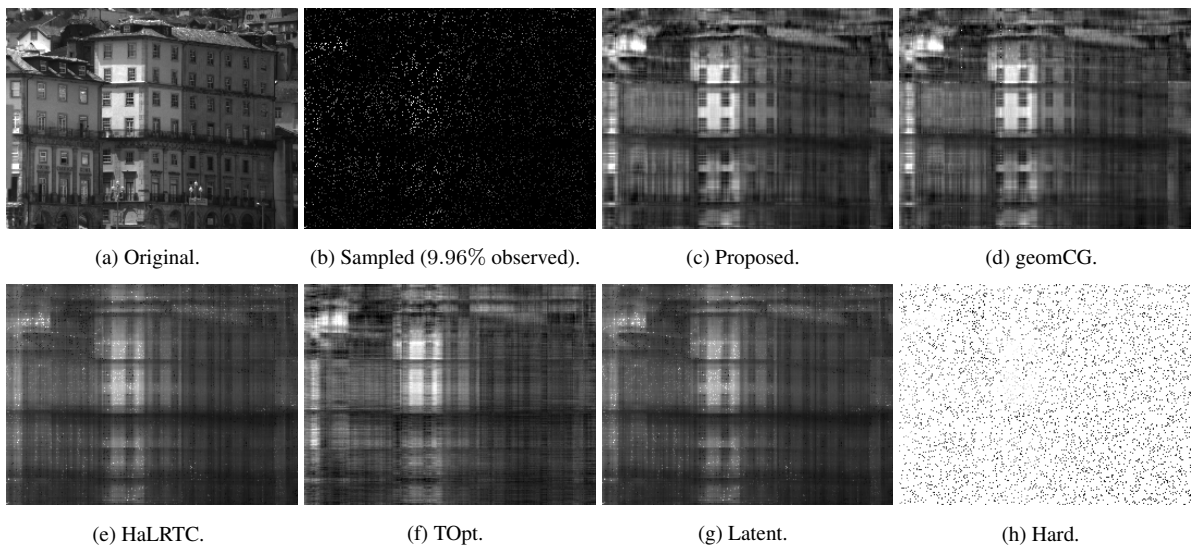 (a) Original.
(b) Sampled (9.96% observed).
(c) Proposed.
(d) geomCG.
(e) HaLRTC.
(f) TOpt.
(g) Latent.
(h) Hard.